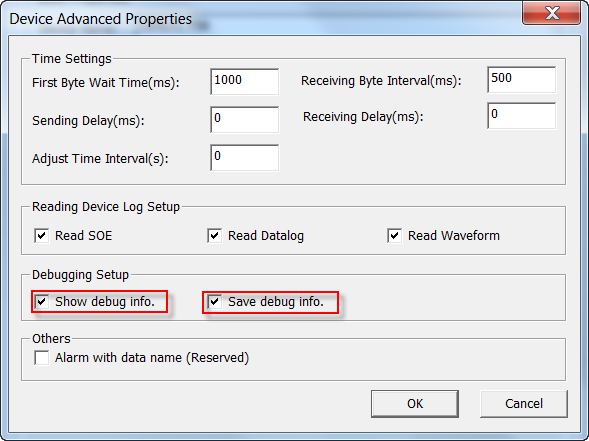 Device Advanced Properties
Time Settings
First Byte Wait Time(ms): 1000 Receiving Byte Interval(ms): 500
Sending Delay(ms): 0 Receiving Delay(ms): 0
Adjust Time Interval(s): 0
Reading Device Log Setup
Read SOE Read Datalog Read Waveform
Debugging Setup
Show debug info. Save debug info.
Others
Alarm with data name (Reserved)
OK Cancel